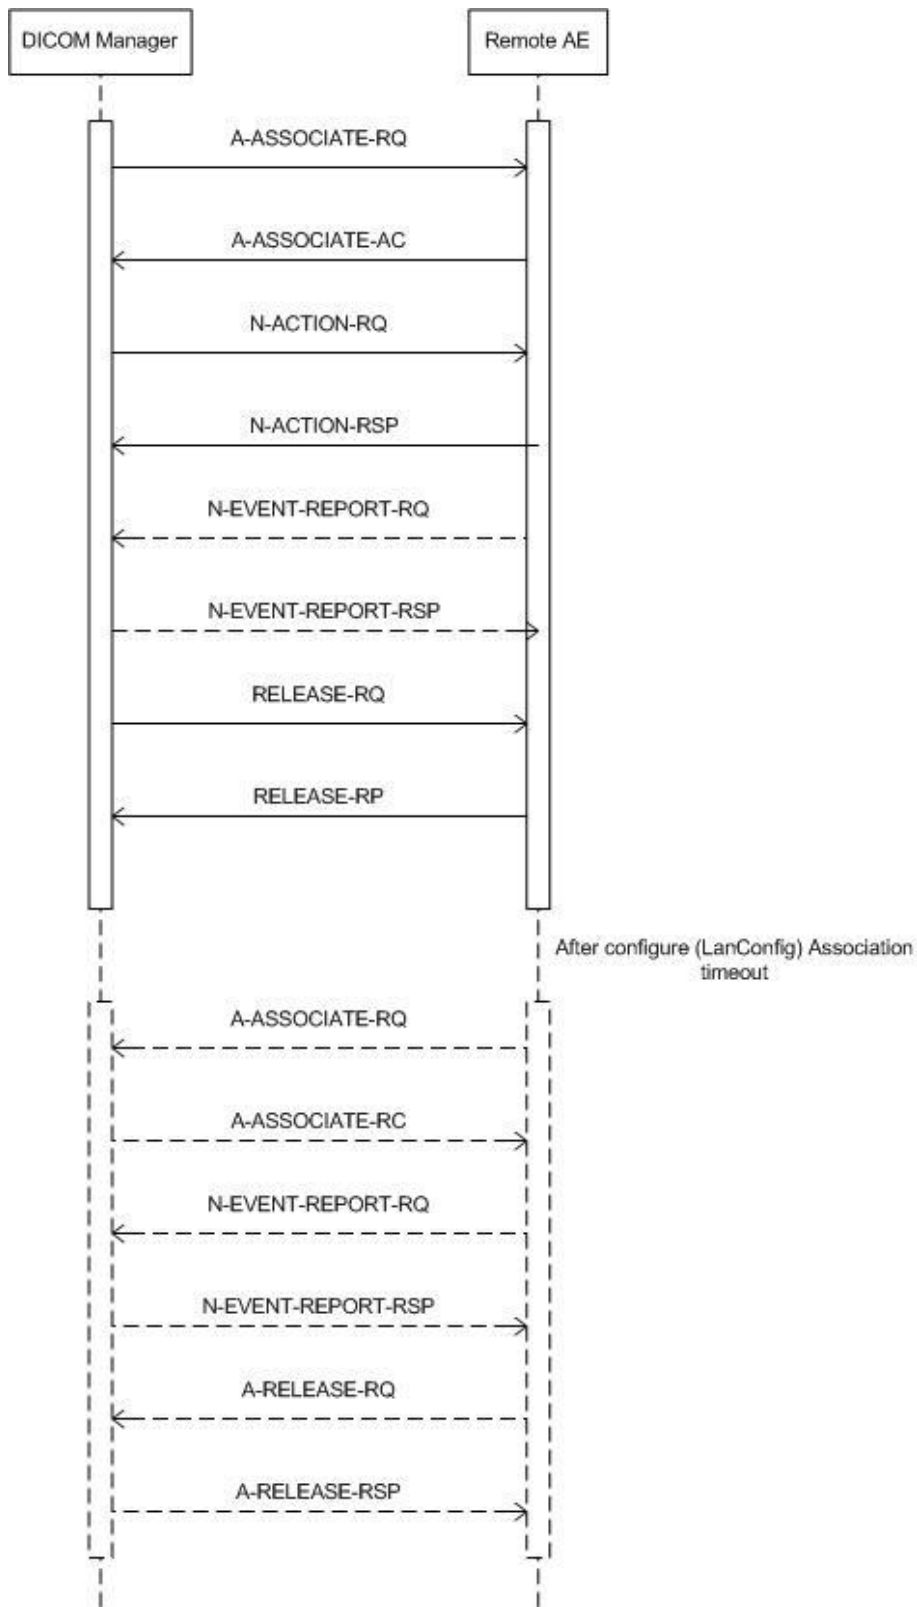 DICOM Manager
Remote AE
A-ASSOCIATE-RQ
A-ASSOCIATE-AC
N-ACTION-RQ
N-ACTION-RSP
N-EVENT-REPORT-RQ
N-EVENT-REPORT-RSP
RELEASE-RQ
RELEASE-RP
After configure (LanConfig) Association
timeout
A-ASSOCIATE-RQ
A-ASSOCIATE-RC
N-EVENT-REPORT-RQ
N-EVENT-REPORT-RSP
A-RELEASE-RQ
A-RELEASE-RSP